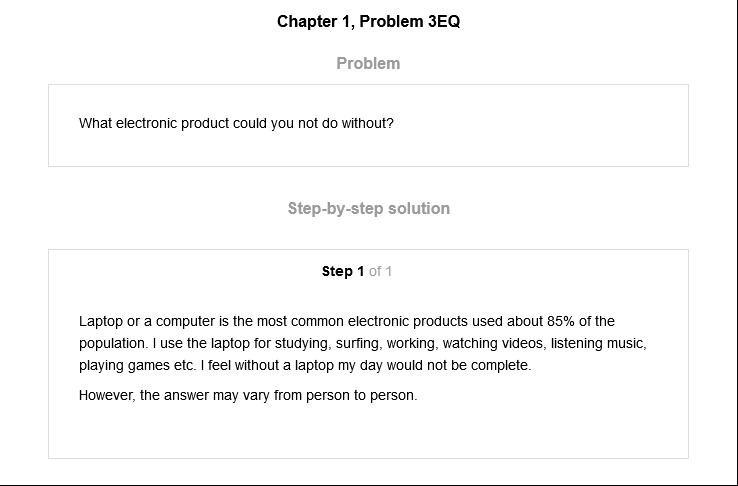 Chapter 1, Problem 3EQ
Problem
What electronic product could you not do without?
Step-by-step solution
Step 1 of 1
Laptop or a computer is the most common electronic products used about 85% of the
population. I use the laptop for studying, surfing, working, watching videos, listening music,
playing games etc. I feel without a laptop my day would not be complete.
However, the answer may vary from person to person.